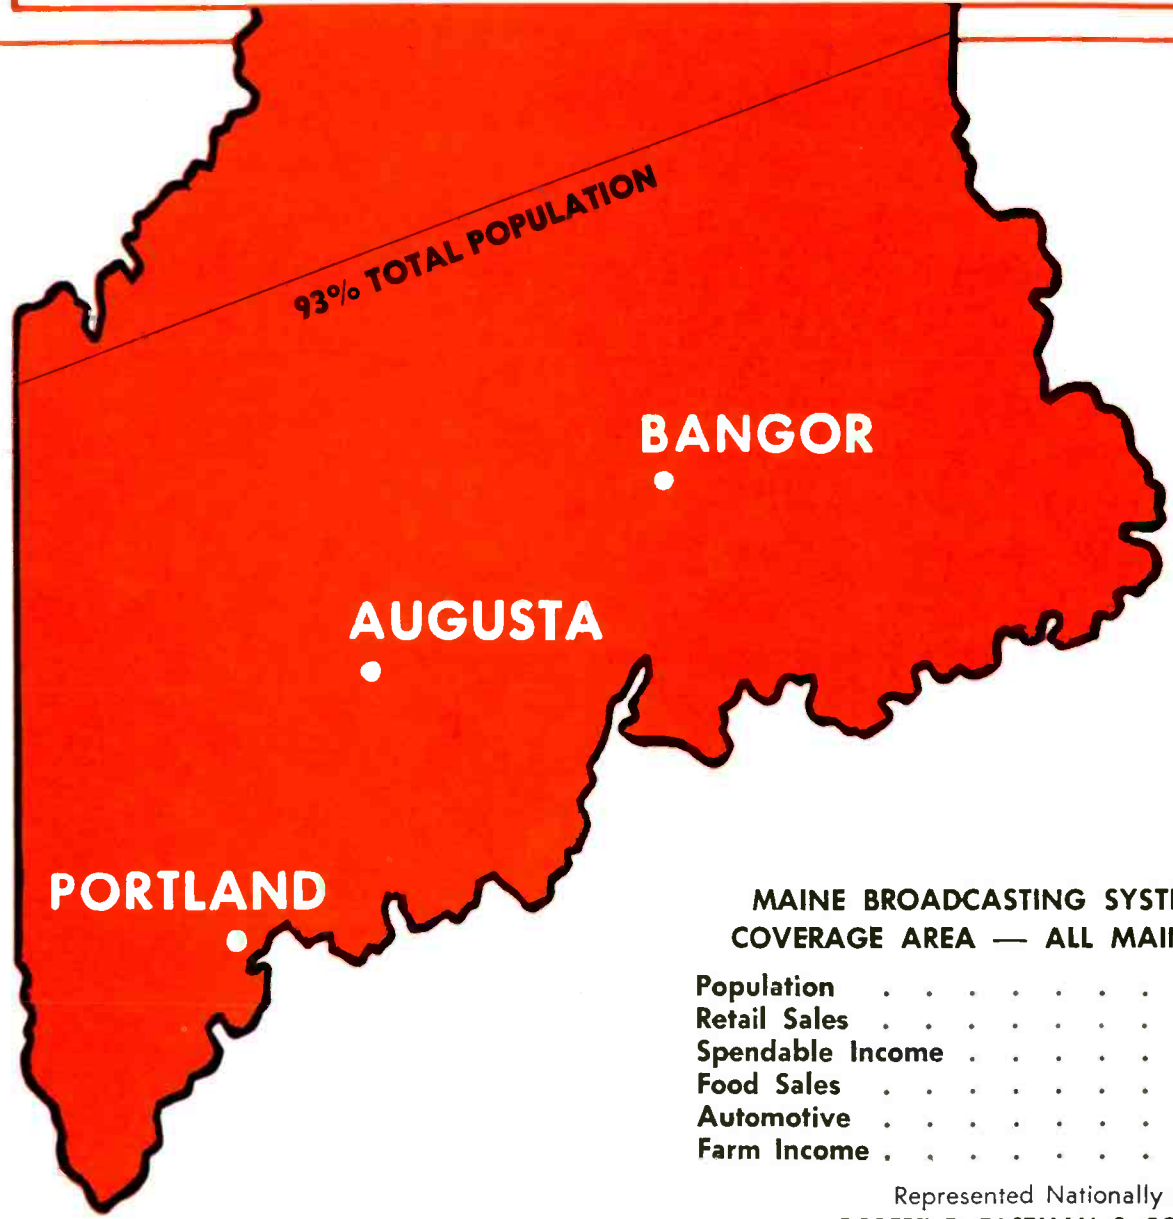 93% TOTAL POPULATION
BANGOR
AUGUSTA
PORTLAND
MAINE BROADCASTING
COVERAGE AREA — ALL
Population . . . . . . .
Retail Sales . . . . . . .
Spendable Income . . . . .
Food Sales . . . . . . .
Automotive . . . . . . .
Farm Income . . . . . . .
Represented Nationally